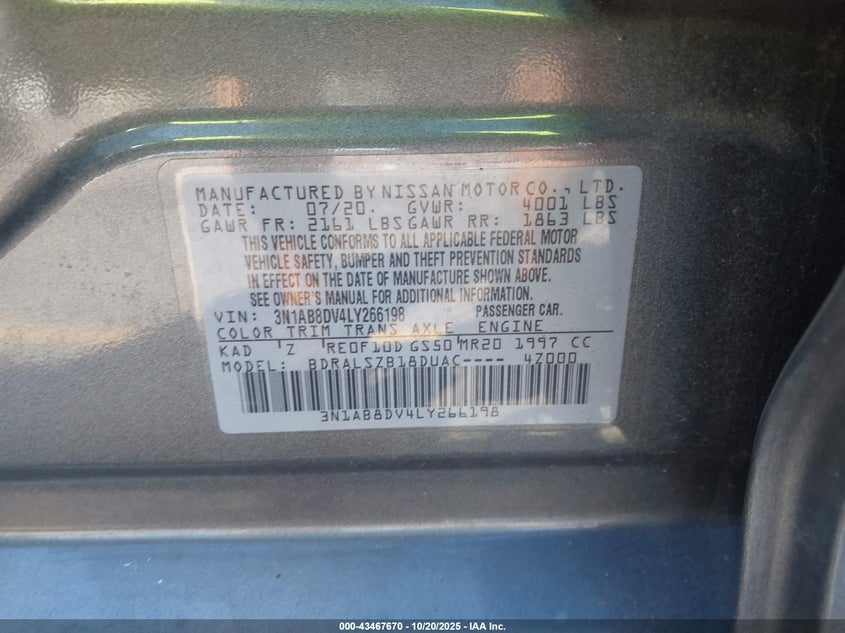 MANUFACTURED BY NISSAN MOTOR CO., LTD.
DATE: 07/20. GVWR: 4001 LBS
GAWR FR: 2161 LBS GAWR RR: 1863 LBS
THIS VEHICLE CONFORMS TO ALL APPLICABLE FEDERAL MOTOR
VEHICLE SAFETY, BUMPER AND THEFT PREVENTION STANDARDS
IN EFFECT ON THE DATE OF MANUFACTURE SHOWN ABOVE.
SEE OWNER'S MANUAL FOR ADDITIONAL INFORMATION.
VIN: 3N1AB8DV4LY266198 PASSENGER CAR.
COLOR TRIM TRANS AXLE ENGINE
KAD Z RE0F10D GS50 MR20 1997 CC
MODEL: BDRALSZB18DUAC---- 4Z000
3N1AB8DV4LY266198
000-43467670 | 10/20/2025 | IAA Inc.